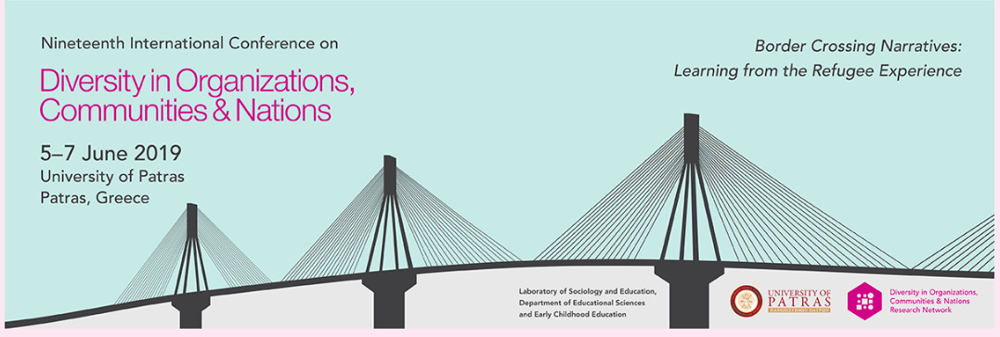 Nineteenth International Conference on
Diversity in Organizations,
Communities & Nations
5–7 June 2019
University of Patras
Patras, Greece
Border Crossing Narratives:
Learning from the Refugee Experience
Laboratory of Sociology and Education,
Department of Educational Sciences
and Early Childhood Education
UNIVERSITY OF
PATRAS
Diversity in Organizations,
Communities & Nations
Research Network